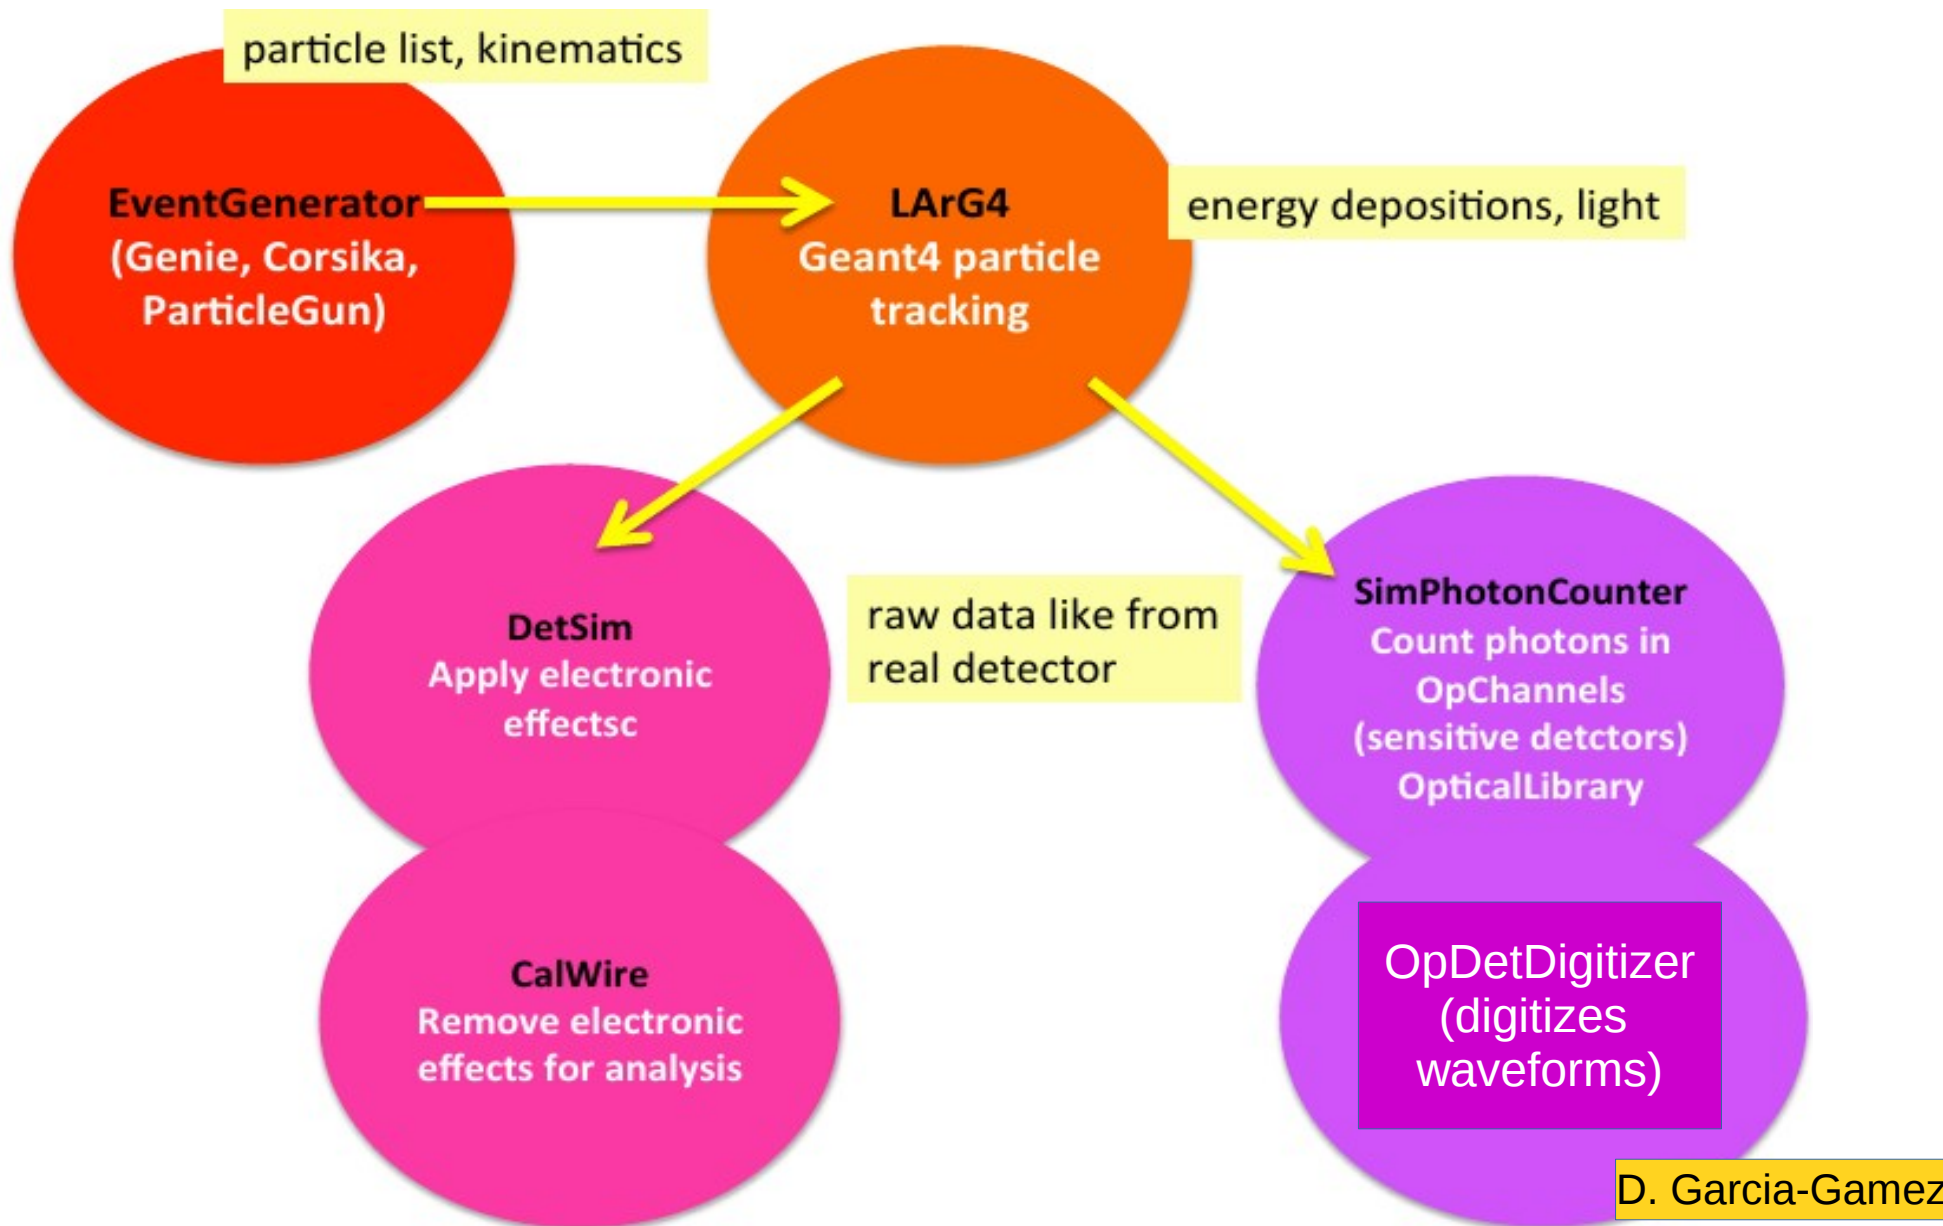 particle list, kinematics
EventGenerator
(Genie, Corsika,
ParticleGun)
LArG4
Geant4 particle
tracking
energy depositions, light
DetSim
Apply electronic
effectsc
raw data like from
real detector
SimPhotonCounter
Count photons in
OpChannels
(sensitive detctors)
OpticalLibrary
CalWire
Remove electronic
effects for analysis
OpDetDigitizer
(digitizes
waveforms)
D. Garcia-Gamez